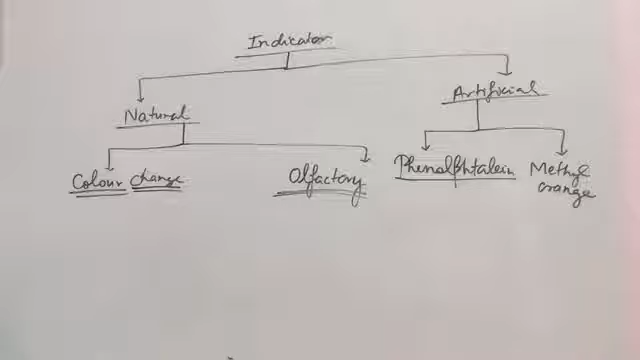 Indicator
Natural
Artificial
Colour change
Olfactory
Phenolphtalein
Methyl
orange